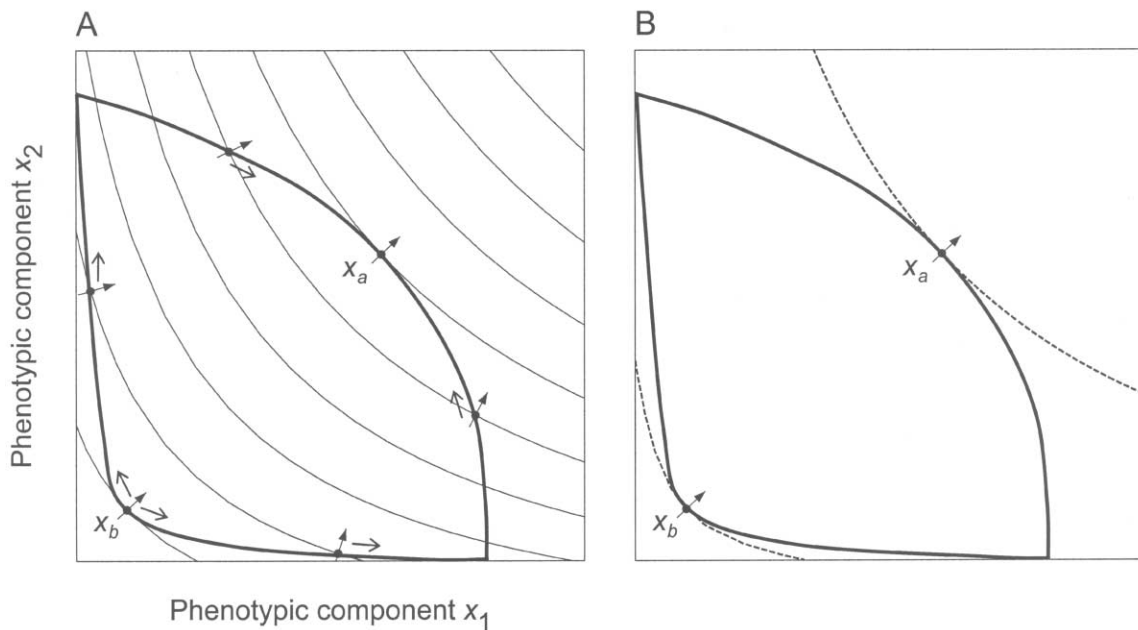 A
B
Phenotypic component x2
xa
xa
xb
xb
Phenotypic component x1